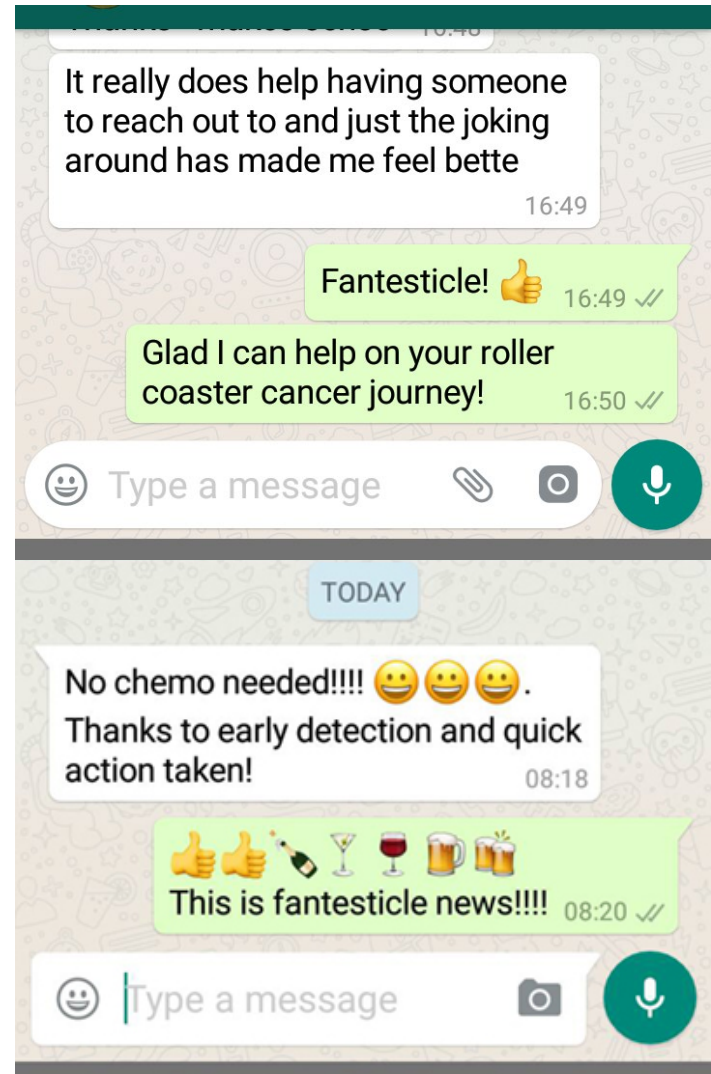 16:48
It really does help having someone
to reach out to and just the joking
around has made me feel bette
16:49
Fantesticle! 👍 16:49
Glad I can help on your roller
coaster cancer journey! 16:50
Type a message
TODAY
No chemo needed!!!! 😀😀😀.
Thanks to early detection and quick
action taken! 08:18
👍👍🍾🍸🍷🍺🍻
This is fantesticle news!!!! 08:20
Type a message